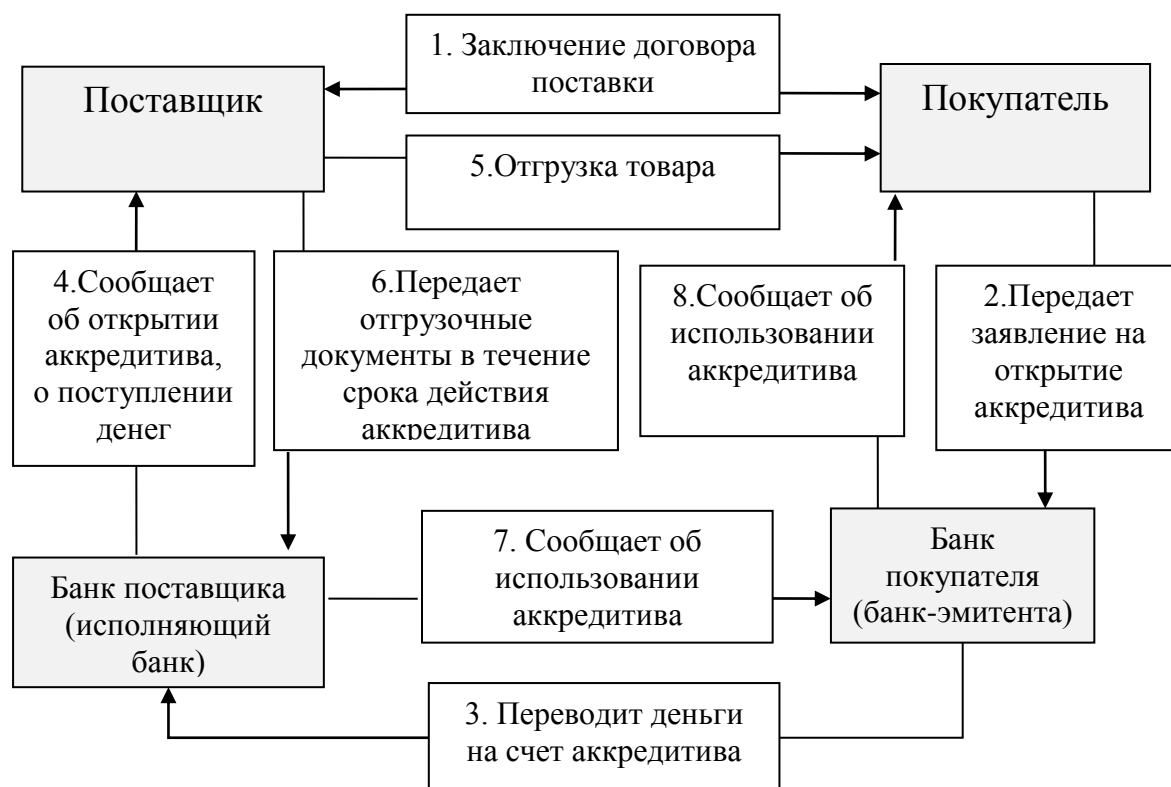 1. Заключение договора
поставки
Поставщик
Покупатель
5.Отгрузка товара
4.Сообщает
об открытии
аккредитива,
о поступлении
денег
6.Передает
отгрузочные
документы в течение
срока действия
аккредитива
8.Сообщает об
использовании
аккредитива
2.Передает
заявление на
открытие
аккредитива
Банк поставщика
(исполняющий
банк)
7. Сообщает об
использовании
аккредитива
Банк
покупателя
(банк-эмитента)
3. Переводит деньги
на счет аккредитива